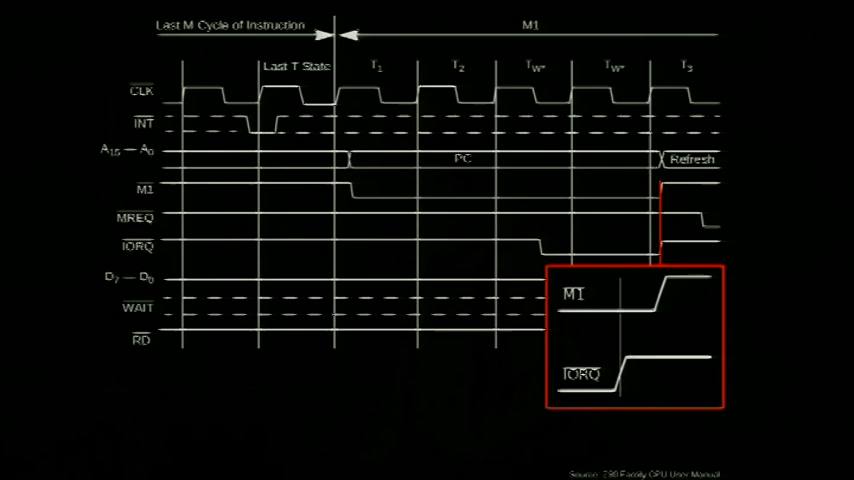 Last M Cycle of Instruction M1
Last T State T1 T2 TW* TW* T3
CLK
INT
A15 — A0 PC Refresh
M1
MREQ
IORQ
D7 — D0
WAIT
RD
M1
IORQ
Source: Z80 Family CPU User Manual